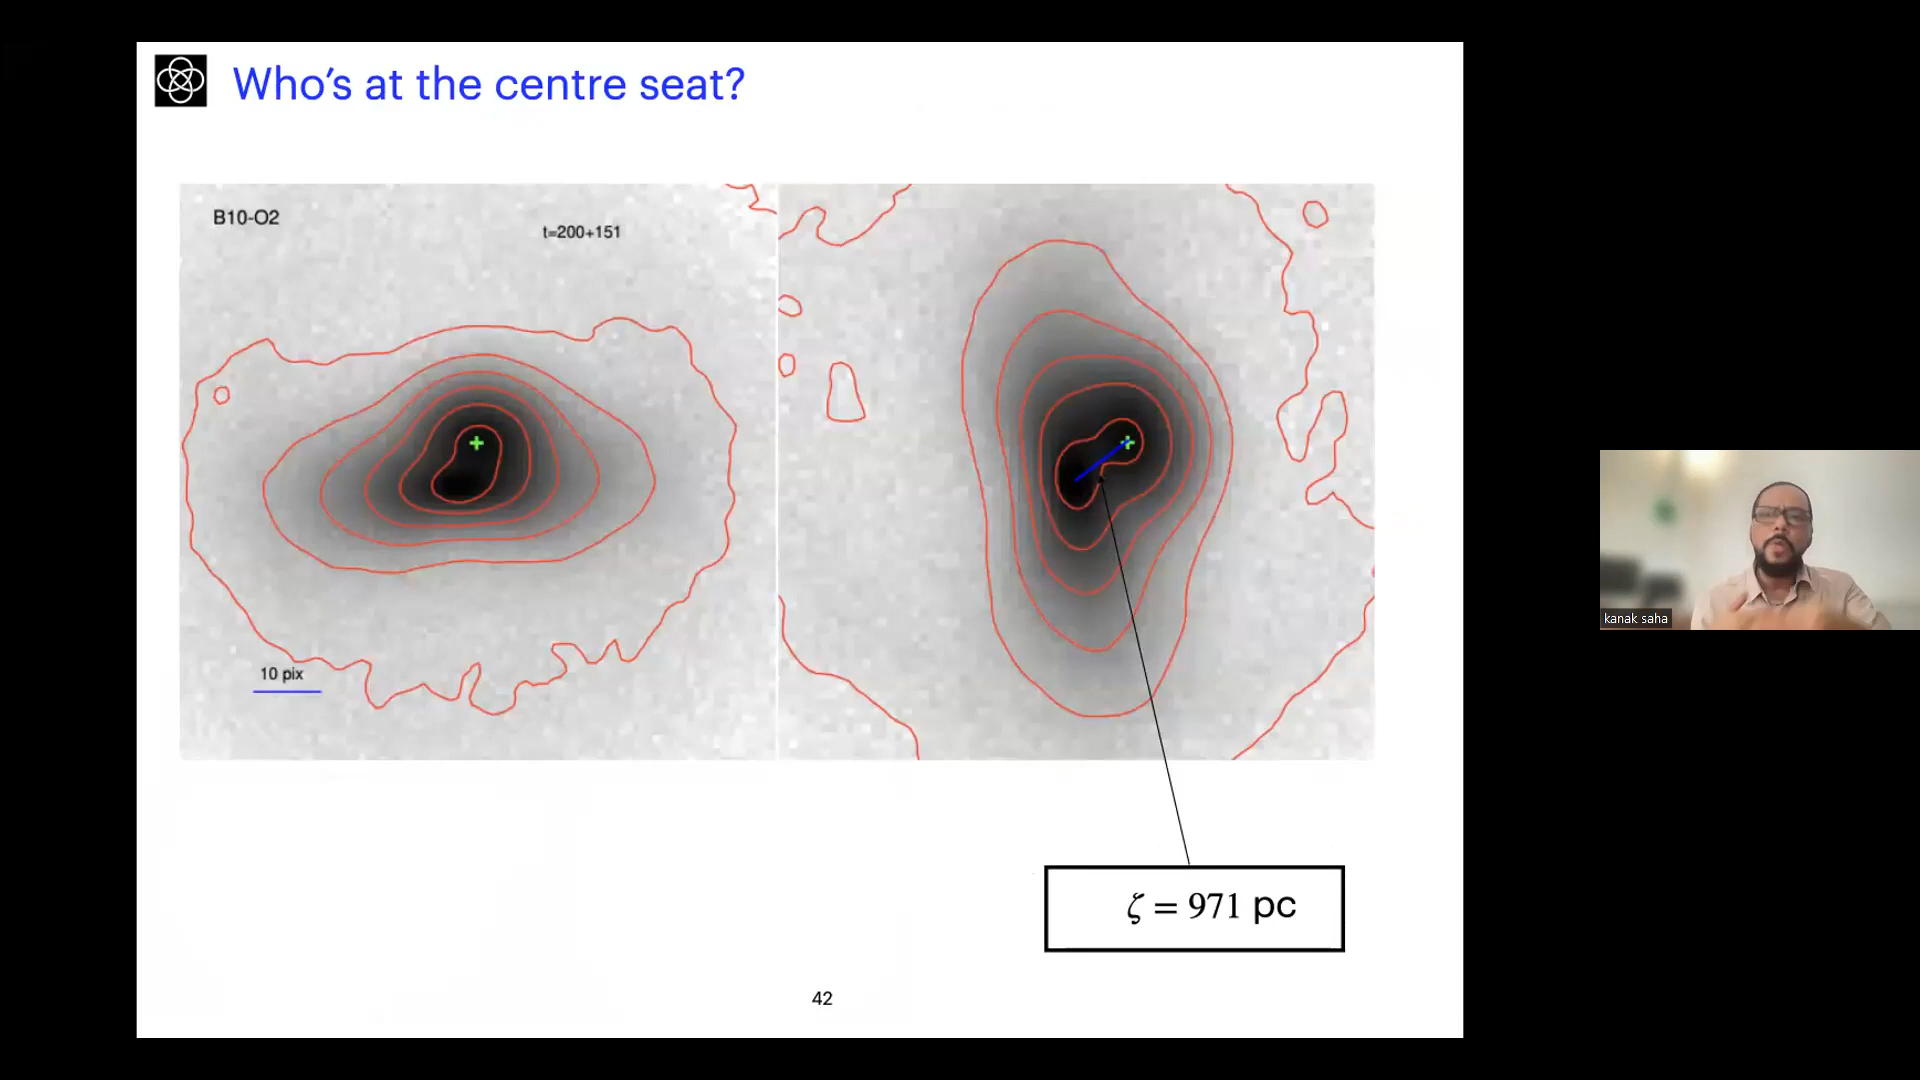 Who's at the centre seat?
B10-O2
t=200+151
10 pix
kanak saha
ζ = 971 pc
42